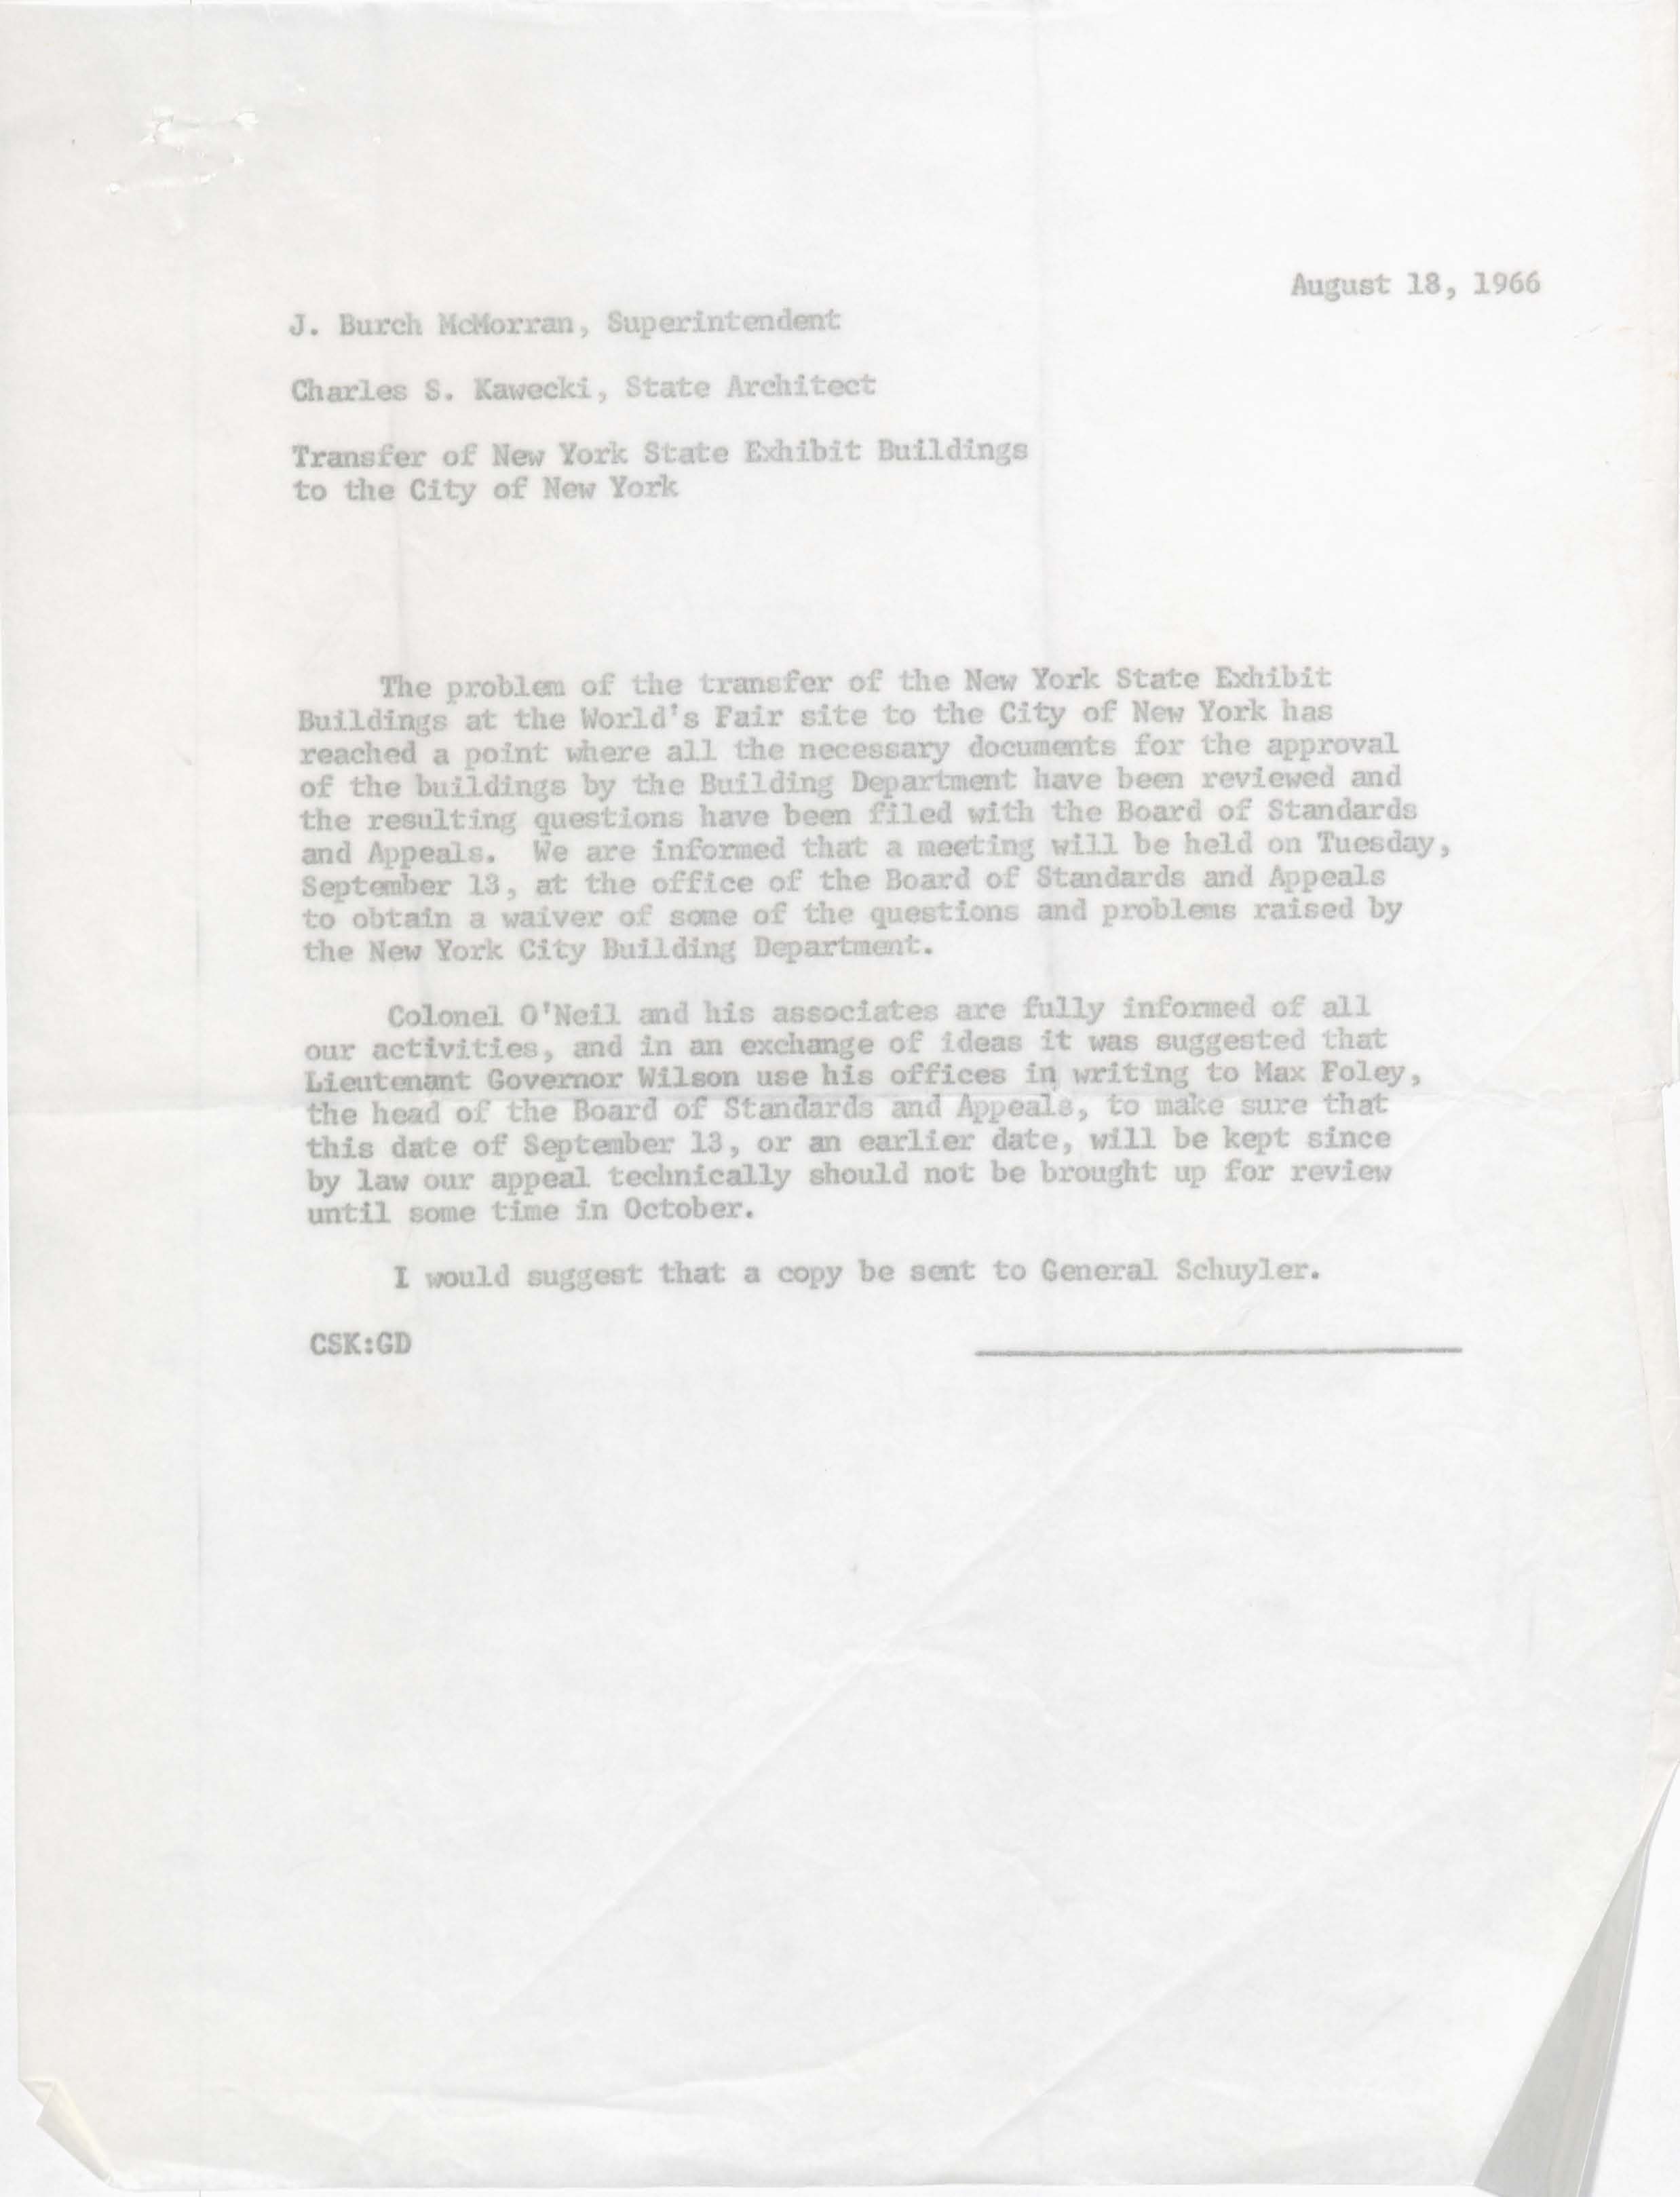 August 18, 1966
J. Burch McMorran, Superintendent
Charles S. Kawecki, State Architect
Transfer of New York State Exhibit Buildings
to the City of New York
The problem of the transfer of the New York State Exhibit
Buildings at the World's Fair site to the City of New York has
reached a point where all the necessary documents for the approval
of the buildings by the Building Department have been reviewed and
the resulting questions have been filed with the Board of Standards
and Appeals. We are informed that a meeting will be held on Tuesday,
September 13, at the office of the Board of Standards and Appeals
to obtain a waiver of some of the questions and problems raised by
the New York City Building Department.
Colonel O'Neil and his associates are fully informed of all
our activities, and in an exchange of ideas it was suggested that
Lieutenant Governor Wilson use his offices in writing to Max Foley,
the head of the Board of Standards and Appeals, to make sure that
this date of September 13, or an earlier date, will be kept since
by law our appeal technically should not be brought up for review
until some time in October.
I would suggest that a copy be sent to General Schuyler.
CSK:GD